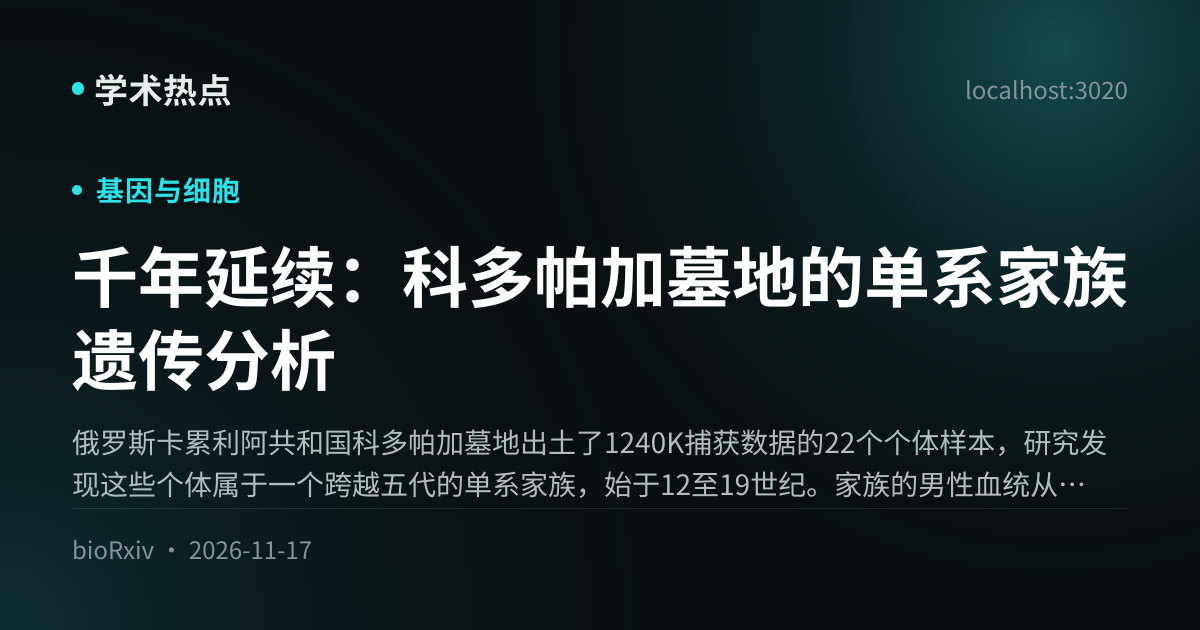 学术热点
localhost:3020
基因与细胞
千年延续：科多帕加墓地的单系家族
遗传分析
俄罗斯卡累利阿共和国科多帕加墓地出土了1240K捕获数据的22个个体样本，研究发
现这些个体属于一个跨越五代的单系家族，始于12至19世纪。家族的男性血统从…
bioRxiv • 2026-11-17